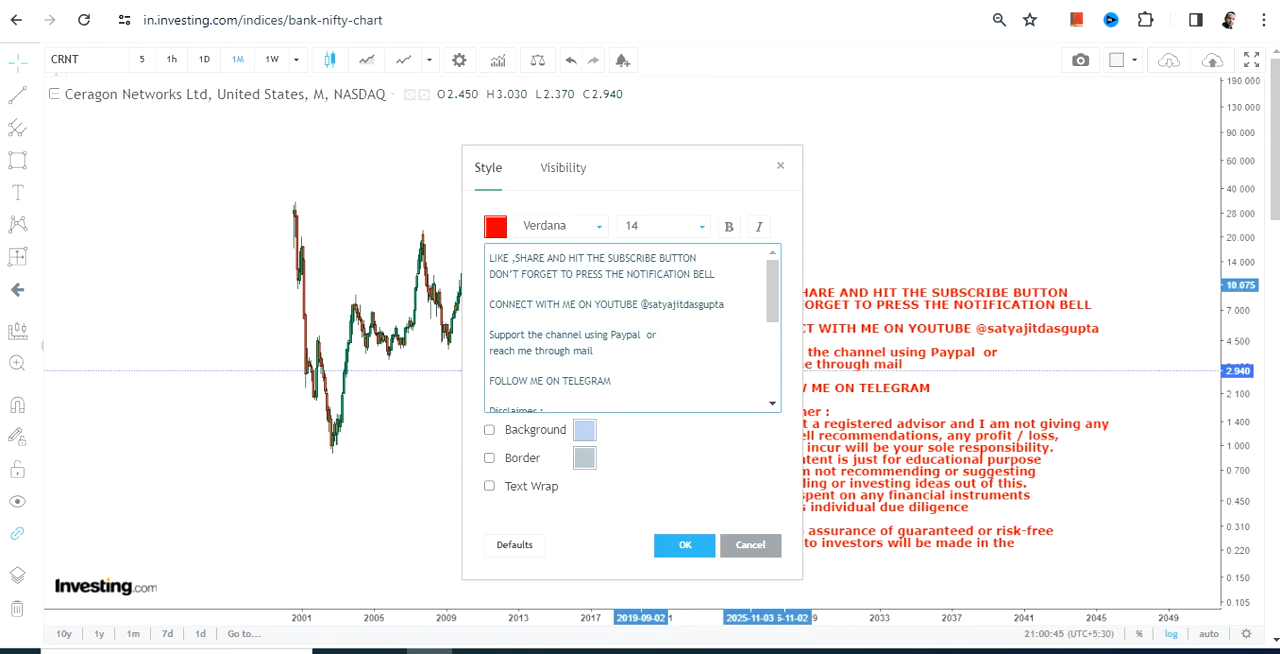 in.investing.com/indices/bank-nifty-chart
CRNT
5
1h
1D
1M
1W
Ceragon Networks Ltd, United States, M, NASDAQ
O2.450 H3.030 L2.370 C2.940
Style
Visibility
Verdana
14
B
I
LIKE ,SHARE AND HIT THE SUBSCRIBE BUTTON
DON'T FORGET TO PRESS THE NOTIFICATION BELL
CONNECT WITH ME ON YOUTUBE @satyajitdasgupta
Support the channel using Paypal or
reach me through mail
FOLLOW ME ON TELEGRAM
Disclaimer :
Background
Border
Text Wrap
Defaults
OK
Cancel
HARE AND HIT THE SUBSCRIBE BUTTON
FORGET TO PRESS THE NOTIFICATION BELL
CT WITH ME ON YOUTUBE @satyajitdasgupta
the channel using Paypal or
e through mail
ME ON TELEGRAM
mer :
t a registered advisor and I am not giving any
ell recommendations, any profit / loss,
incur will be your sole responsibility.
ntent is just for educational purpose
m not recommending or suggesting
ding or investing ideas out of this.
spent on any financial instruments
s individual due diligence
assurance of guaranteed or risk-free
to investors will be made in the
190.000
130.000
90.000
60.000
40.000
28.000
20.000
14.000
10.075
7.000
4.500
2.940
2.100
1.400
1.000
0.700
0.450
0.310
0.220
0.150
0.105
Investing.com
2001
2005
2009
2013
2017
2019-09-02
1
2025-11-03
-11-02
9
2033
2037
2041
2045
2049
10y
1y
1m
7d
1d
Go to...
21:00:45 (UTC+5:30)
%
log
auto